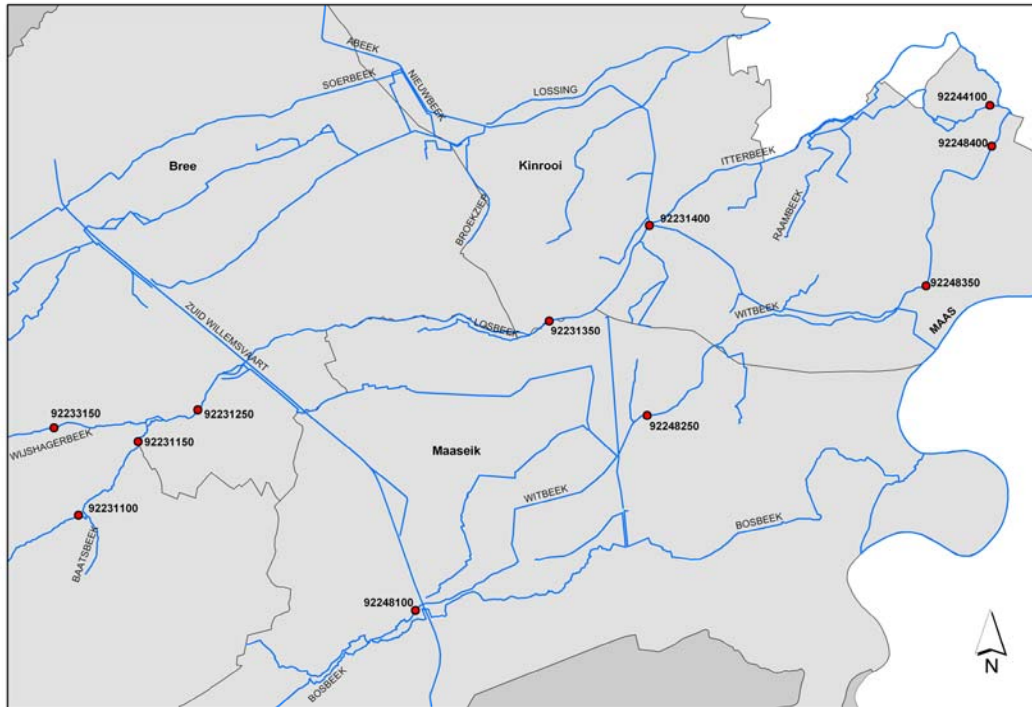 ABEEK
SOERBEEK
NIEUWBEEK
LOSSING
92244100
92248400
Bree
Kinrooi
ITTERBEEK
BROEKZIER
RAAMBEEK
92231400
92248350
ZUID WILLEMSVAART
LOSBEEK
92231350
WITBEEK
MAAS
92233150
92231250
WIJSHAGERBEEK
92231150
92248250
Maaseik
WITBEEK
92231100
BAATSBEEK
BOSBEEK
92248100
BOSBEEK
N